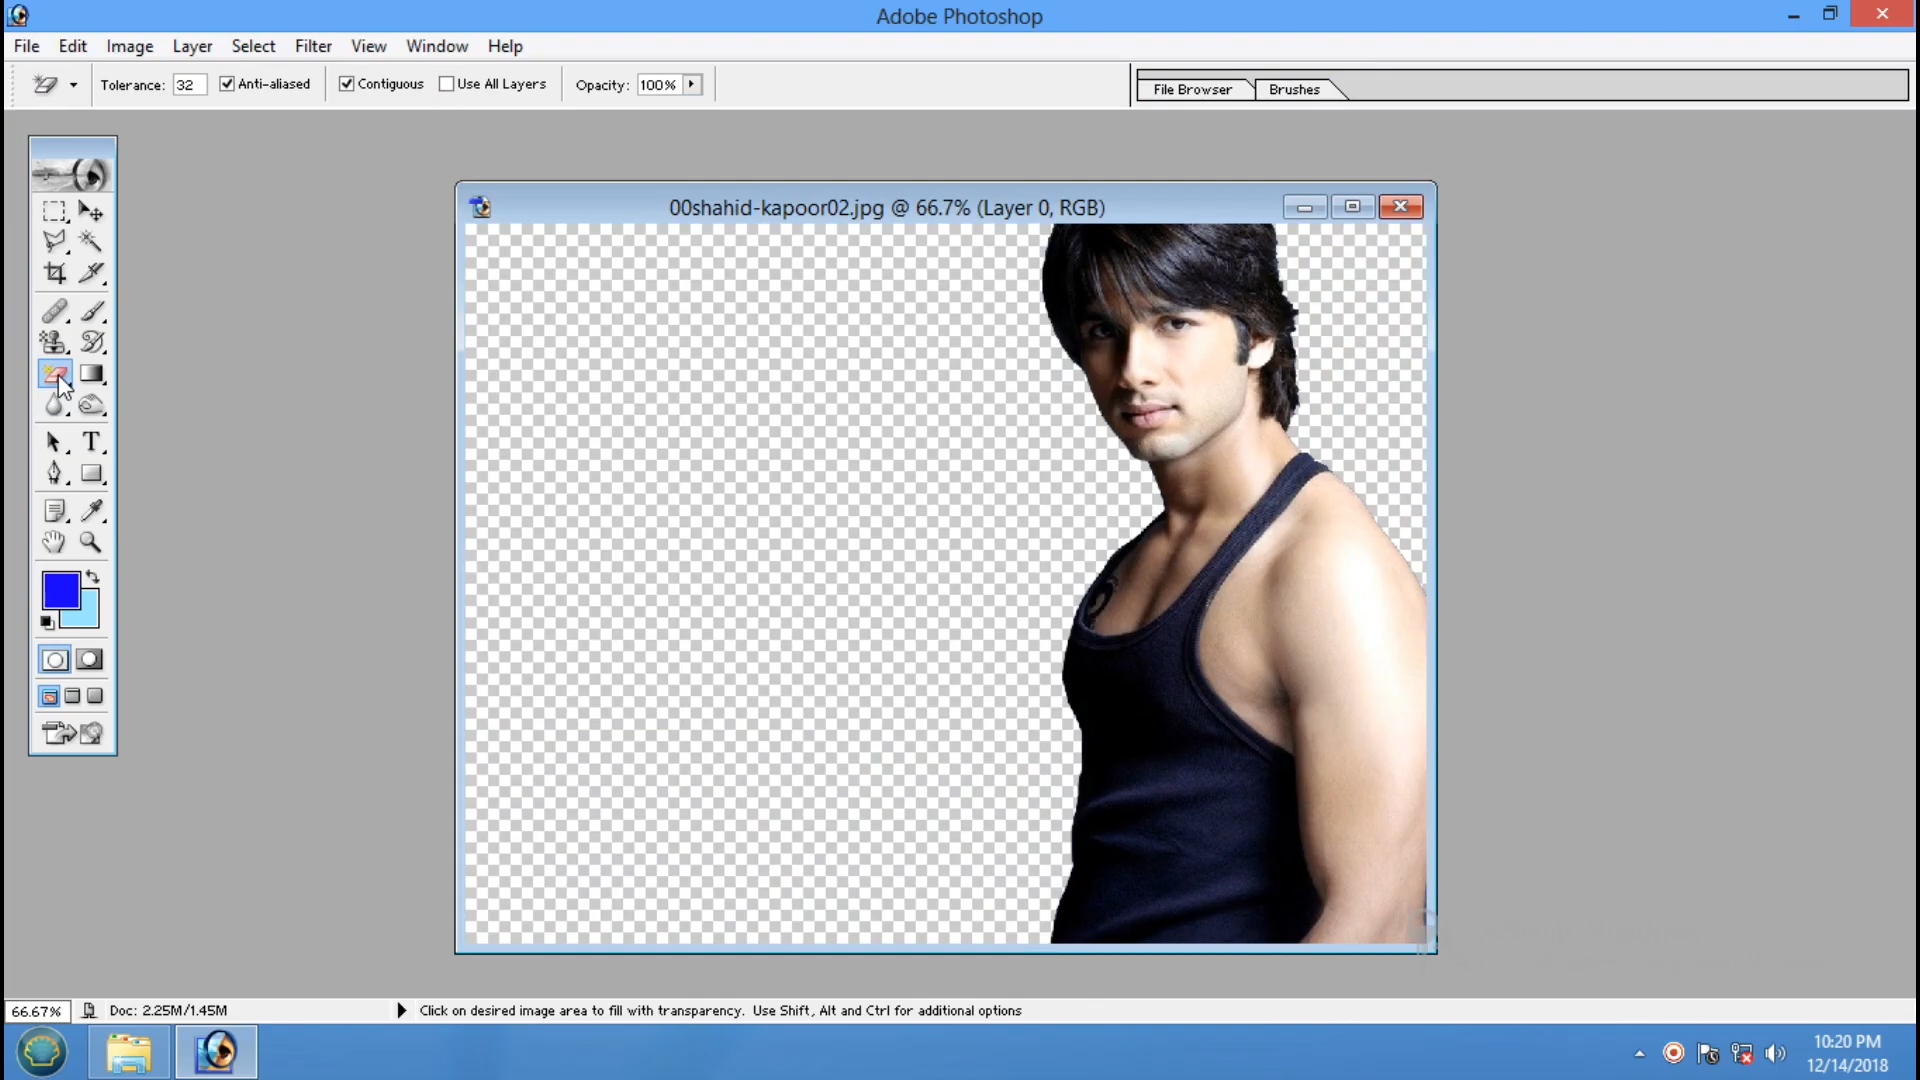 Adobe Photoshop
File Edit Image Layer Select Filter View Window Help
Tolerance: 32 Anti-aliased Contiguous Use All Layers Opacity: 100%
File Browser Brushes
00shahid-kapoor02.jpg @ 66.7% (Layer 0, RGB)
T
66.67% Doc: 2.25M/1.45M Click on desired image area to fill with transparency. Use Shift, Alt and Ctrl for additional options
10:20 PM
12/14/2018